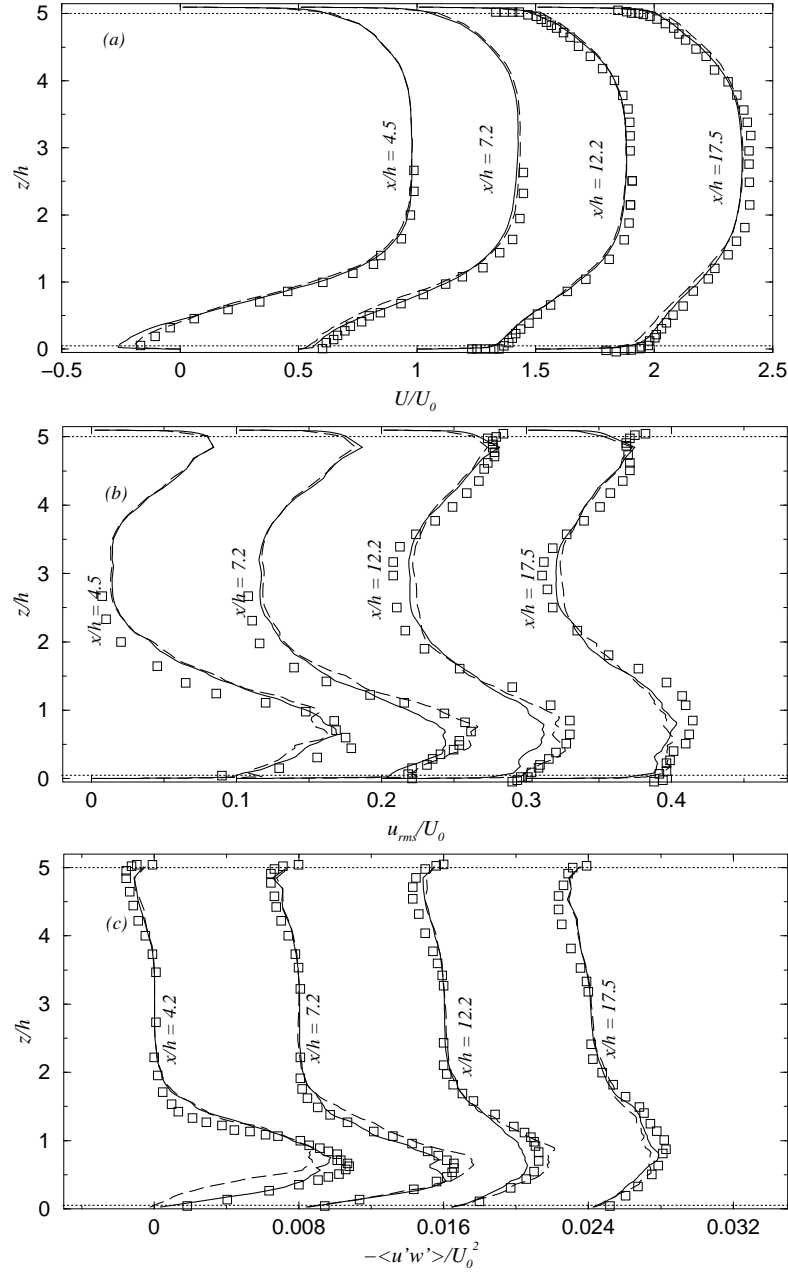 (a)
z/h
5
4
3
2
1
0
x/h = 4.5
x/h = 7.2
x/h = 12.2
x/h = 17.5
−0.5 0 0.5 1 1.5 2 2.5
U/U0
(b)
z/h
5
4
3
2
1
0
x/h = 4.5
x/h = 7.2
x/h = 12.2
x/h = 17.5
0 0.1 0.2 0.3 0.4
u_rms/U0
(c)
z/h
5
4
3
2
1
0
x/h = 4.2
x/h = 7.2
x/h = 12.2
x/h = 17.5
0 0.008 0.016 0.024 0.032
−<u'w'>/U0²